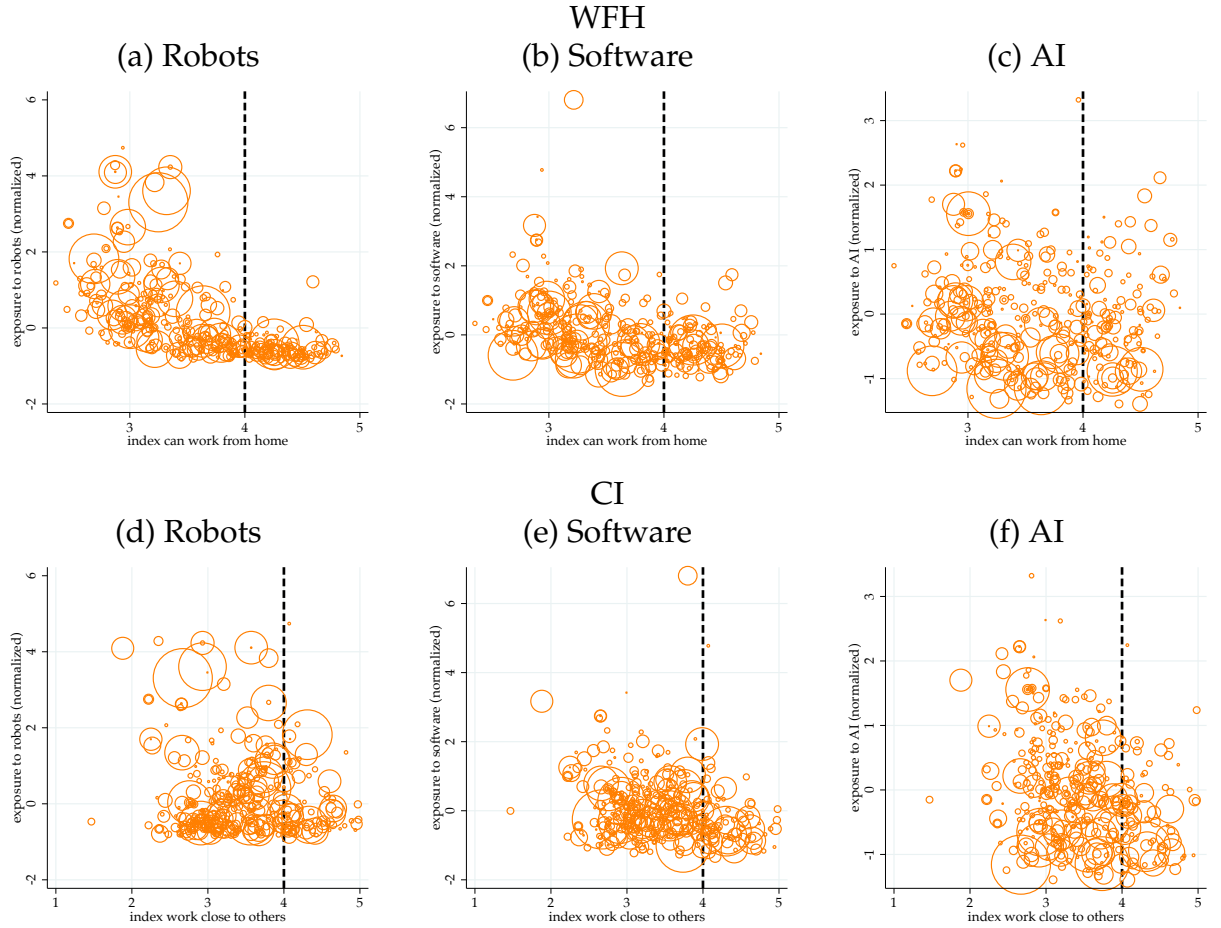 WFH
(a) Robots
(b) Software
(c) AI
exposure to robots (normalized)
6
4
2
0
-2
3
4
5
index can work from home
exposure to software (normalized)
6
4
2
0
-2
3
4
5
index can work from home
exposure to AI (normalized)
3
2
1
0
-1
3
4
5
index can work from home
CI
(d) Robots
(e) Software
(f) AI
exposure to robots (normalized)
6
4
2
0
-2
1
2
3
4
5
index work close to others
exposure to software (normalized)
6
4
2
0
-2
1
2
3
4
5
index work close to others
exposure to AI (normalized)
3
2
1
0
-1
1
2
3
4
5
index work close to others